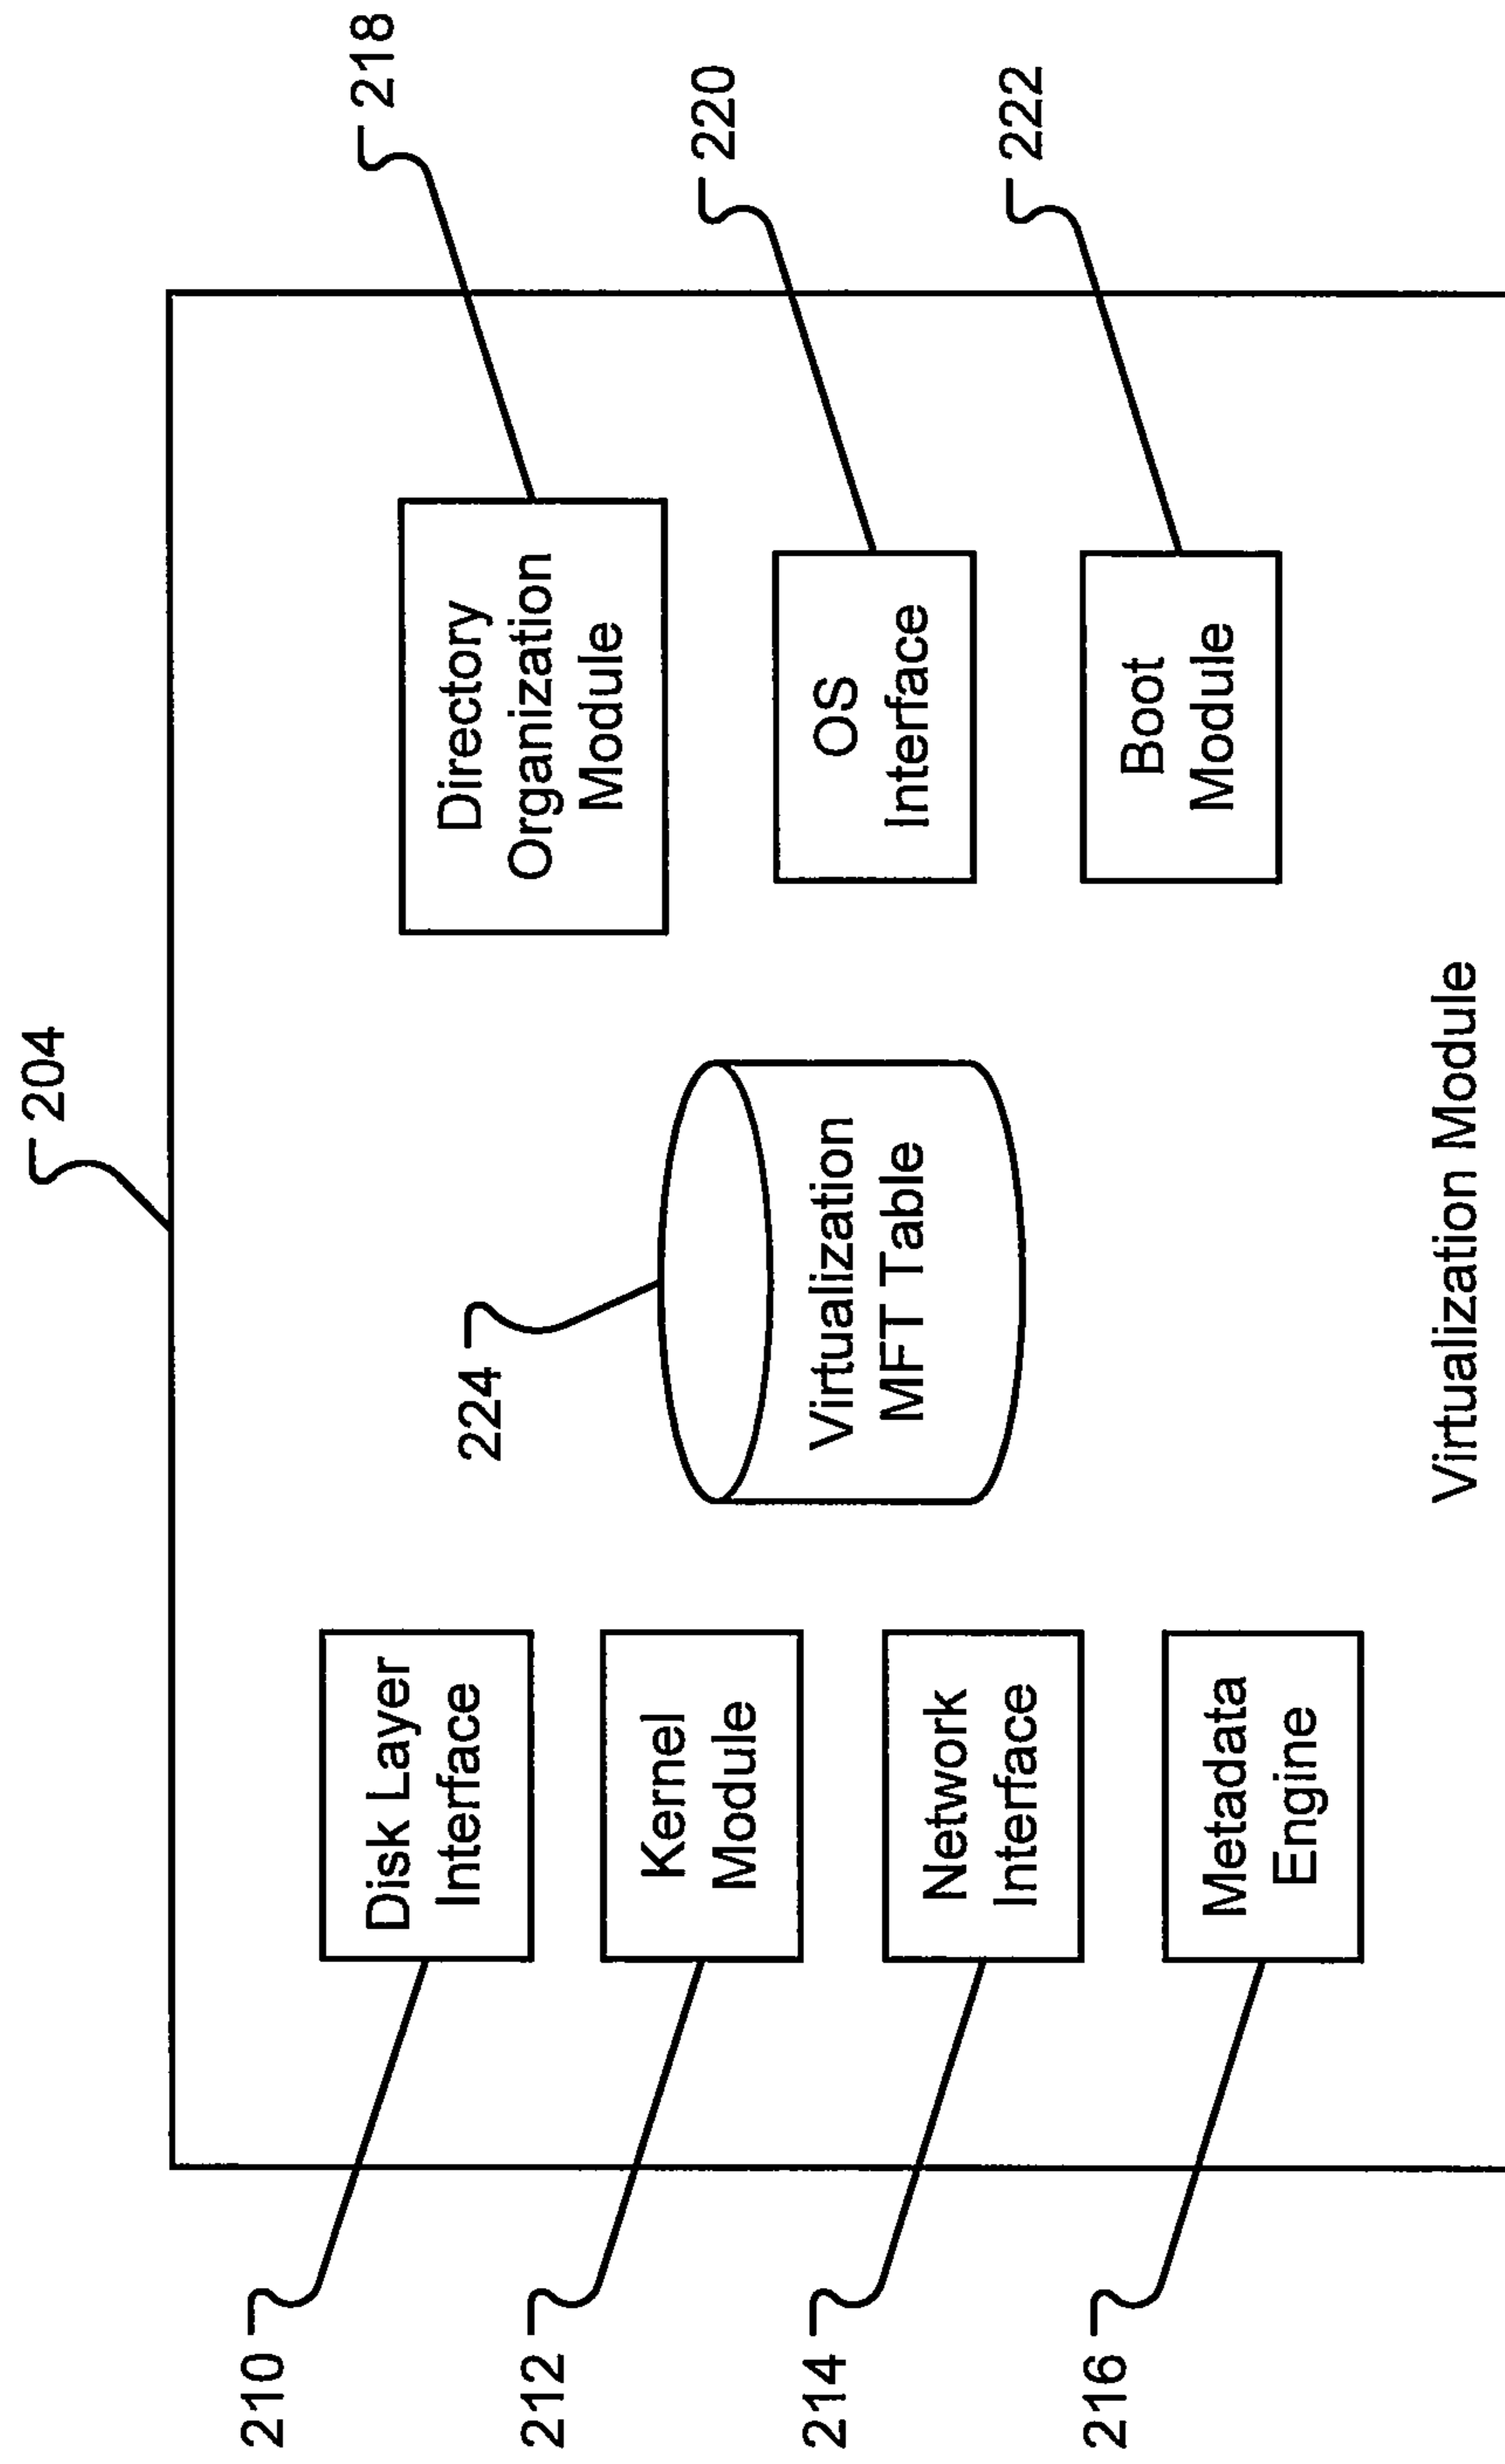 204
210
Disk Layer
Interface
212
Kernel
Module
214
Network
Interface
216
Metadata
Engine
224
Virtualization
MFT Table
218
Directory
Organization
Module
220
OS
Interface
222
Boot
Module
Virtualization Module